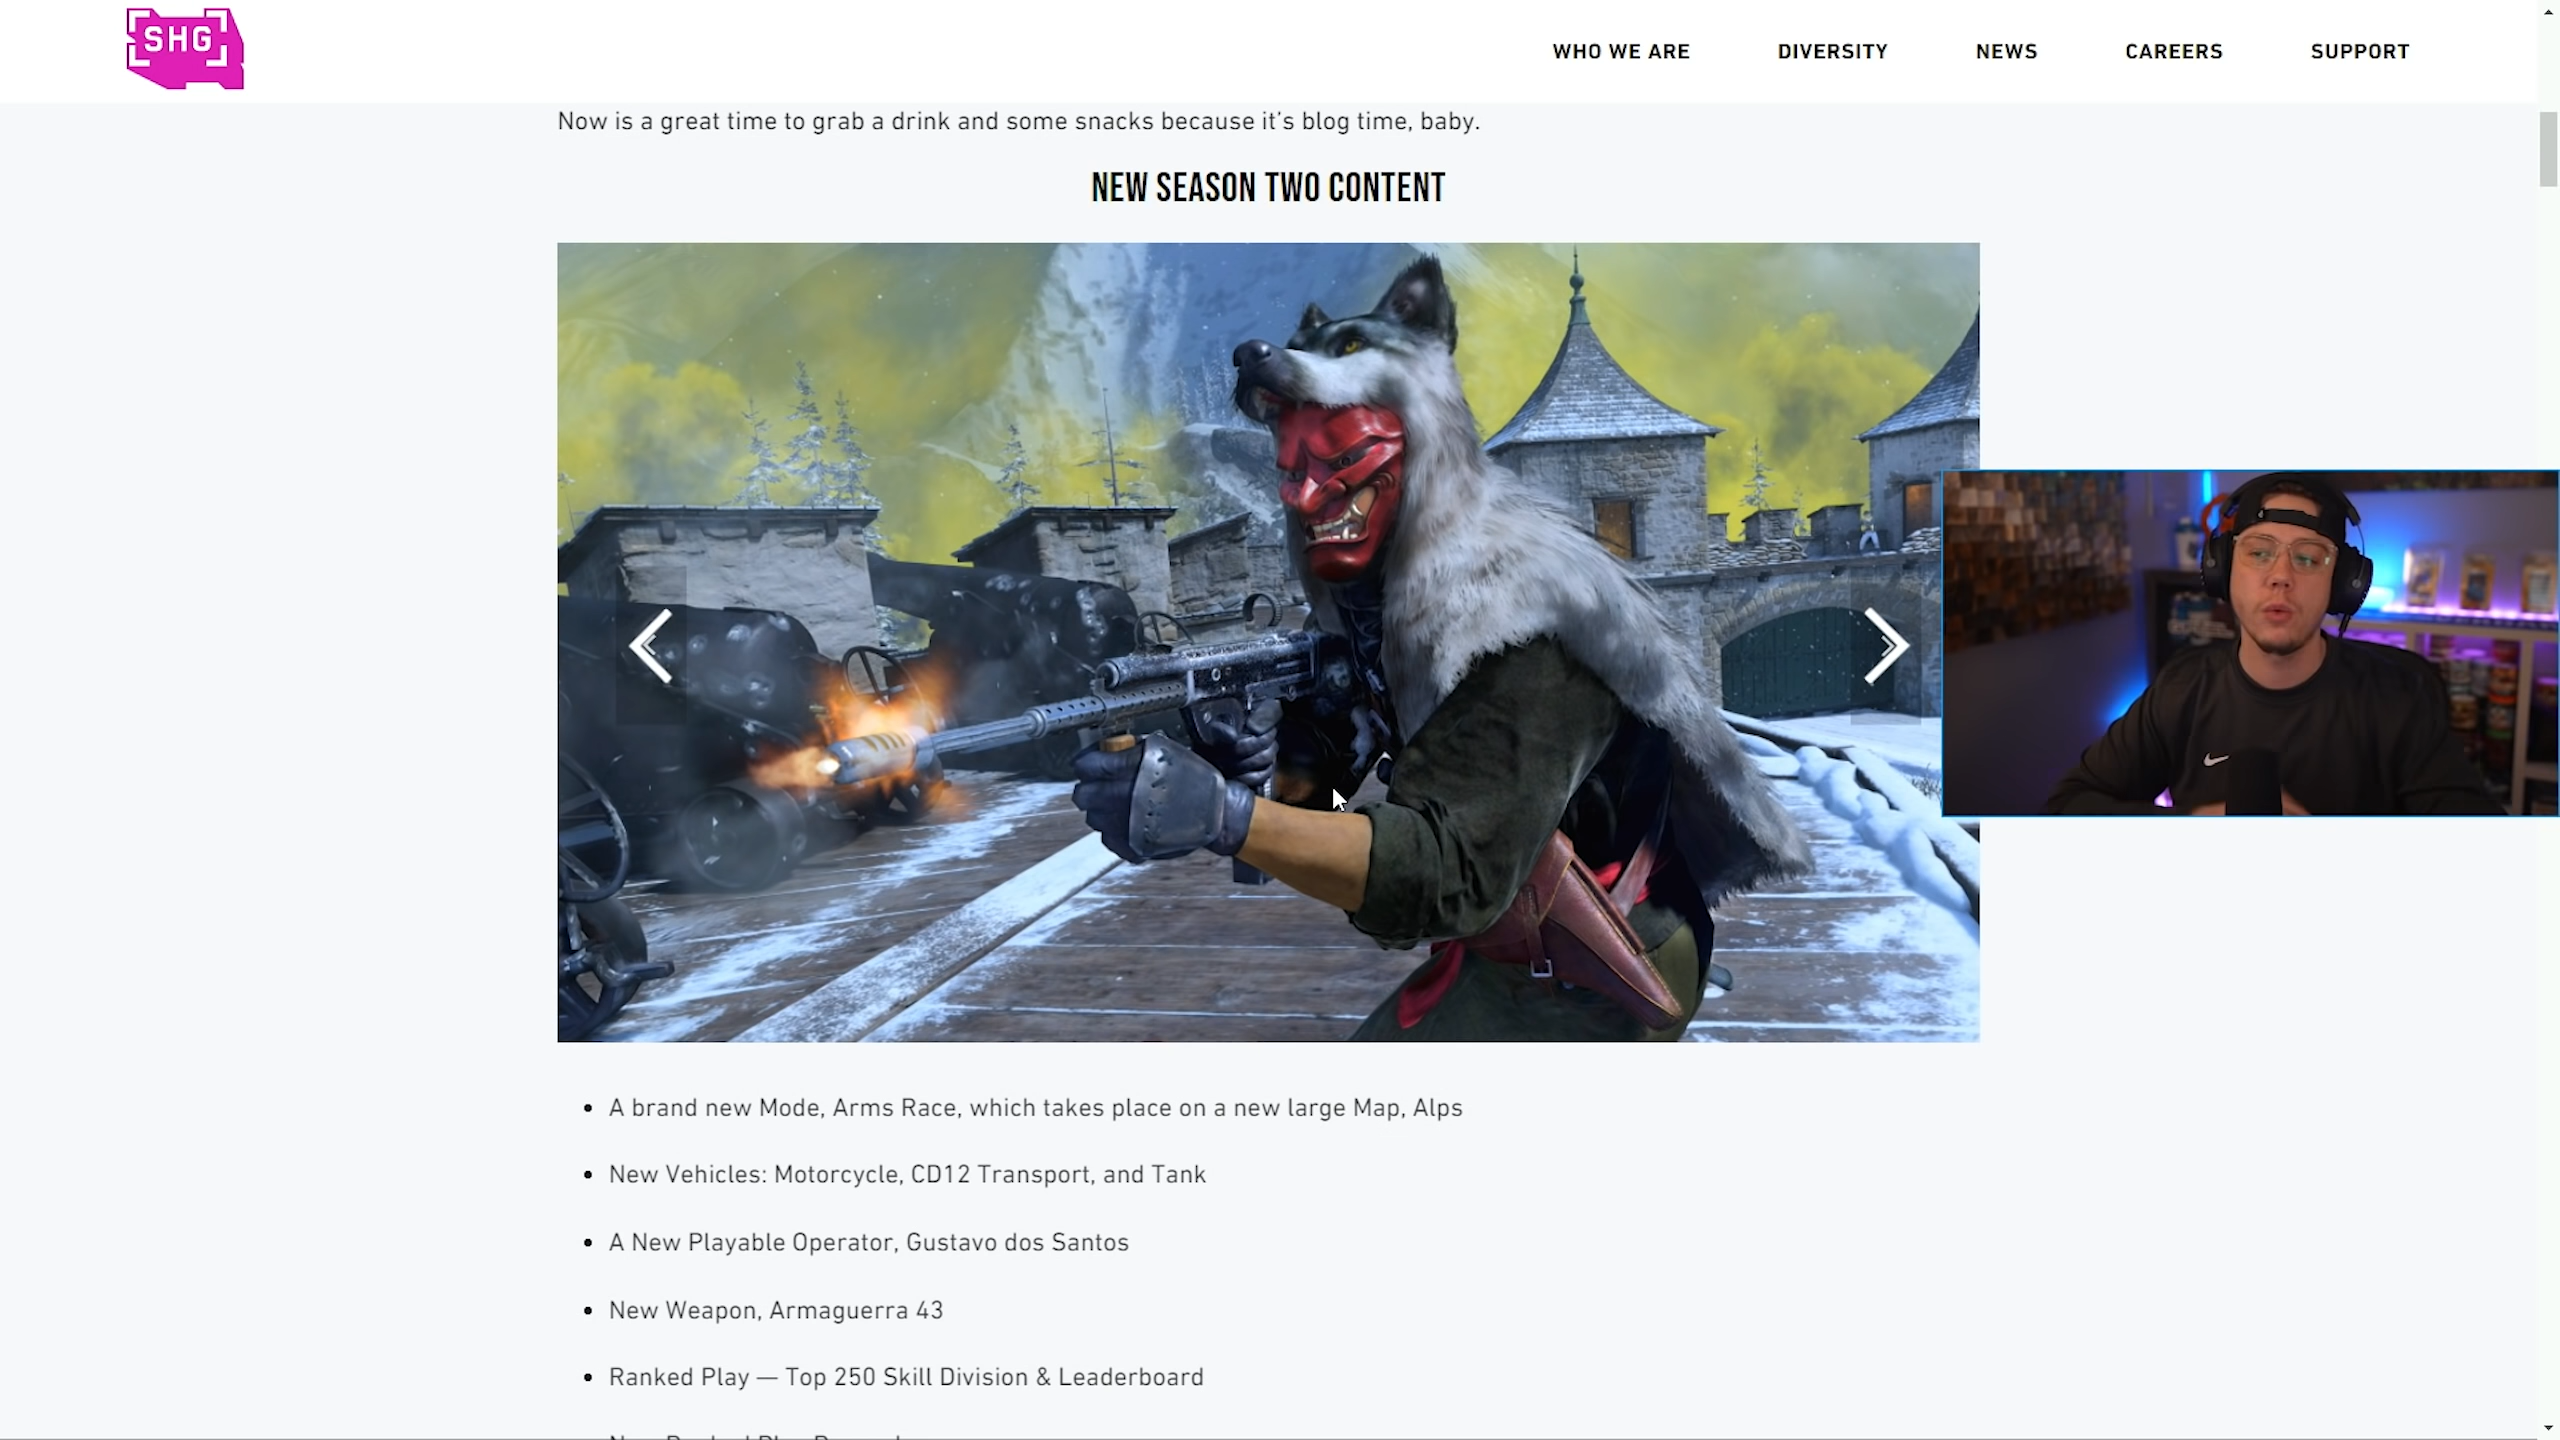 SHG
WHO WE ARE
DIVERSITY
NEWS
CAREERS
SUPPORT
Now is a great time to grab a drink and some snacks because it’s blog time, baby.
NEW SEASON TWO CONTENT
• A brand new Mode, Arms Race, which takes place on a new large Map, Alps
• New Vehicles: Motorcycle, CD12 Transport, and Tank
• A New Playable Operator, Gustavo dos Santos
• New Weapon, Armaguerra 43
• Ranked Play — Top 250 Skill Division & Leaderboard